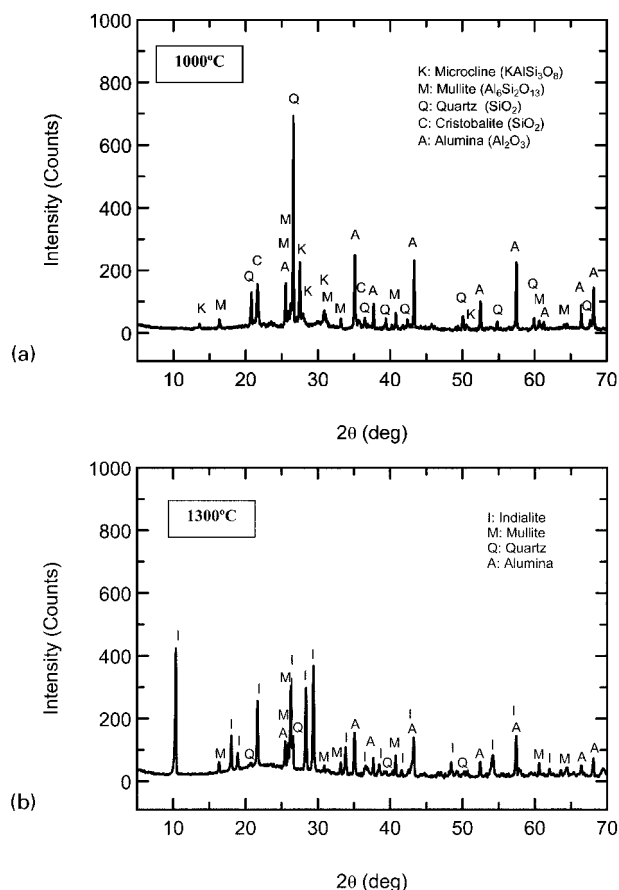 1000ºC
K: Microcline (KAlSi₃O₈)
M: Mullite (Al₆Si₂O₁₃)
Q: Quartz (SiO₂)
C: Cristobalite (SiO₂)
A: Alumina (Al₂O₃)
1000
800
600
400
200
0
Intensity (Counts)
K
M
Q
C
M
M
A
Q
K
K
K
M
M
A
C
Q
A
Q
M
Q
A
Q
K
A
Q
A
Q
M
A
M
A
Q
A
10 20 30 40 50 60 70
2θ (deg)
(a)
1300ºC
I: Indialite
M: Mullite
Q: Quartz
A: Alumina
1000
800
600
400
200
0
Intensity (Counts)
I
M
I
I
Q
I
M
M
A
I
Q
I
I
M
M
I
A
I
A
I
Q
M
I
I
A
I
Q
A
I
I
A
M
I
M
A
A
10 20 30 40 50 60 70
2θ (deg)
(b)